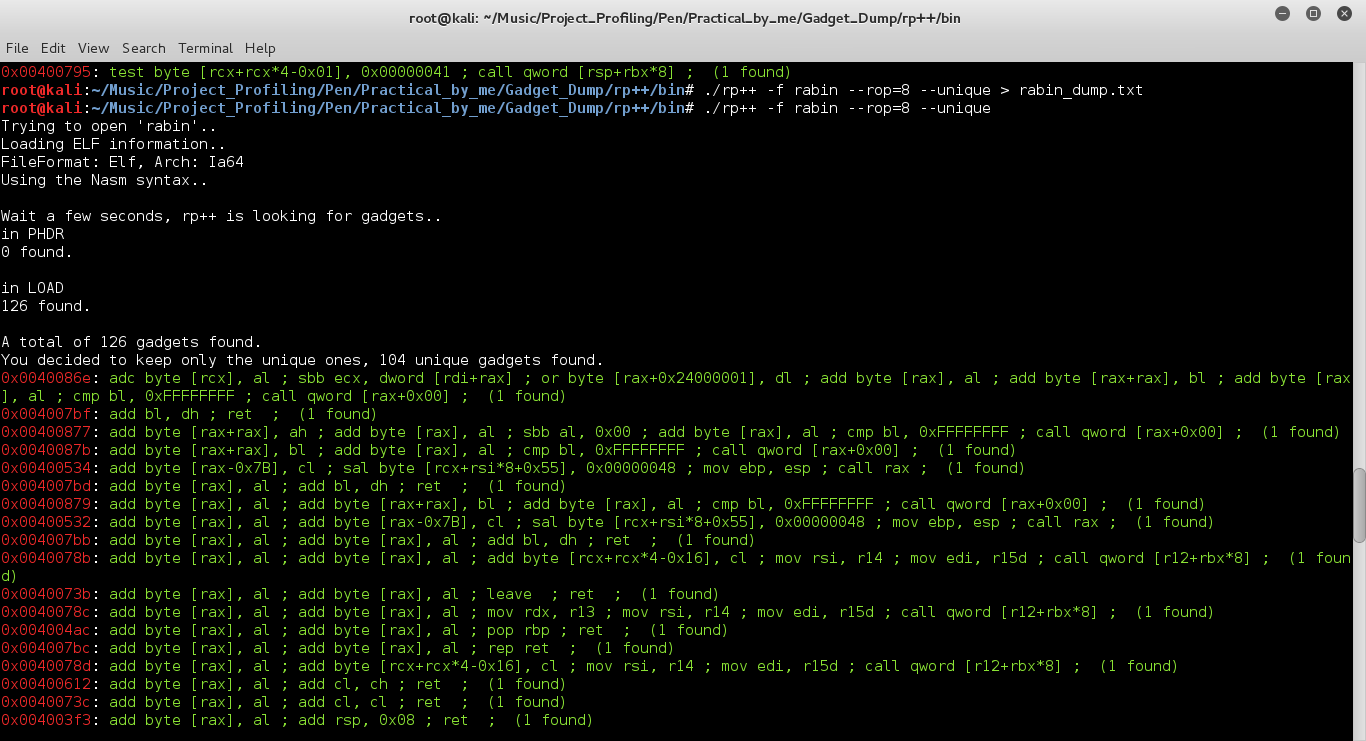 root@kali: ~/Music/Project_Profiling/Pen/Practical_by_me/Gadget_Dump/rp++/bin
File Edit View Search Terminal Help
0x00400795: test byte [rcx+rcx*4-0x01], 0x00000041 ; call qword [rsp+rbx*8] ;  (1 found)
root@kali:~/Music/Project_Profiling/Pen/Practical_by_me/Gadget_Dump/rp++/bin# ./rp++ -f rabin --rop=8 --unique > rabin_dump.txt
root@kali:~/Music/Project_Profiling/Pen/Practical_by_me/Gadget_Dump/rp++/bin# ./rp++ -f rabin --rop=8 --unique
Trying to open 'rabin'..
Loading ELF information..
FileFormat: Elf, Arch: Ia64
Using the Nasm syntax..
Wait a few seconds, rp++ is looking for gadgets..
in PHDR
0 found.
in LOAD
126 found.
A total of 126 gadgets found.
You decided to keep only the unique ones, 104 unique gadgets found.
0x0040086e: adc byte [rcx], al ; sbb ecx, dword [rdi+rax] ; or byte [rax+0x24000001], dl ; add byte [rax], al ; add byte [rax+rax], bl ; add byte [rax
], al ; cmp bl, 0xFFFFFFFF ; call qword [rax+0x00] ;  (1 found)
0x004007bf: add bl, dh ; ret  ;  (1 found)
0x00400877: add byte [rax+rax], ah ; add byte [rax], al ; sbb al, 0x00 ; add byte [rax], al ; cmp bl, 0xFFFFFFFF ; call qword [rax+0x00] ;  (1 found)
0x0040087b: add byte [rax+rax], bl ; add byte [rax], al ; cmp bl, 0xFFFFFFFF ; call qword [rax+0x00] ;  (1 found)
0x00400534: add byte [rax-0x7B], cl ; sal byte [rcx+rsi*8+0x55], 0x00000048 ; mov ebp, esp ; call rax ;  (1 found)
0x004007bd: add byte [rax], al ; add bl, dh ; ret  ;  (1 found)
0x00400879: add byte [rax], al ; add byte [rax+rax], bl ; add byte [rax], al ; cmp bl, 0xFFFFFFFF ; call qword [rax+0x00] ;  (1 found)
0x00400532: add byte [rax], al ; add byte [rax-0x7B], cl ; sal byte [rcx+rsi*8+0x55], 0x00000048 ; mov ebp, esp ; call rax ;  (1 found)
0x004007bb: add byte [rax], al ; add byte [rax], al ; add bl, dh ; ret  ;  (1 found)
0x0040078b: add byte [rax], al ; add byte [rax], al ; add byte [rcx+rcx*4-0x16], cl ; mov rsi, r14 ; mov edi, r15d ; call qword [r12+rbx*8] ;  (1 foun
d)
0x0040073b: add byte [rax], al ; add byte [rax], al ; leave  ; ret  ;  (1 found)
0x0040078c: add byte [rax], al ; add byte [rax], al ; mov rdx, r13 ; mov rsi, r14 ; mov edi, r15d ; call qword [r12+rbx*8] ;  (1 found)
0x004004ac: add byte [rax], al ; add byte [rax], al ; pop rbp ; ret  ;  (1 found)
0x004007bc: add byte [rax], al ; add byte [rax], al ; rep ret  ;  (1 found)
0x0040078d: add byte [rax], al ; add byte [rcx+rcx*4-0x16], cl ; mov rsi, r14 ; mov edi, r15d ; call qword [r12+rbx*8] ;  (1 found)
0x00400612: add byte [rax], al ; add cl, ch ; ret  ;  (1 found)
0x0040073c: add byte [rax], al ; add cl, cl ; ret  ;  (1 found)
0x004003f3: add byte [rax], al ; add rsp, 0x08 ; ret  ;  (1 found)